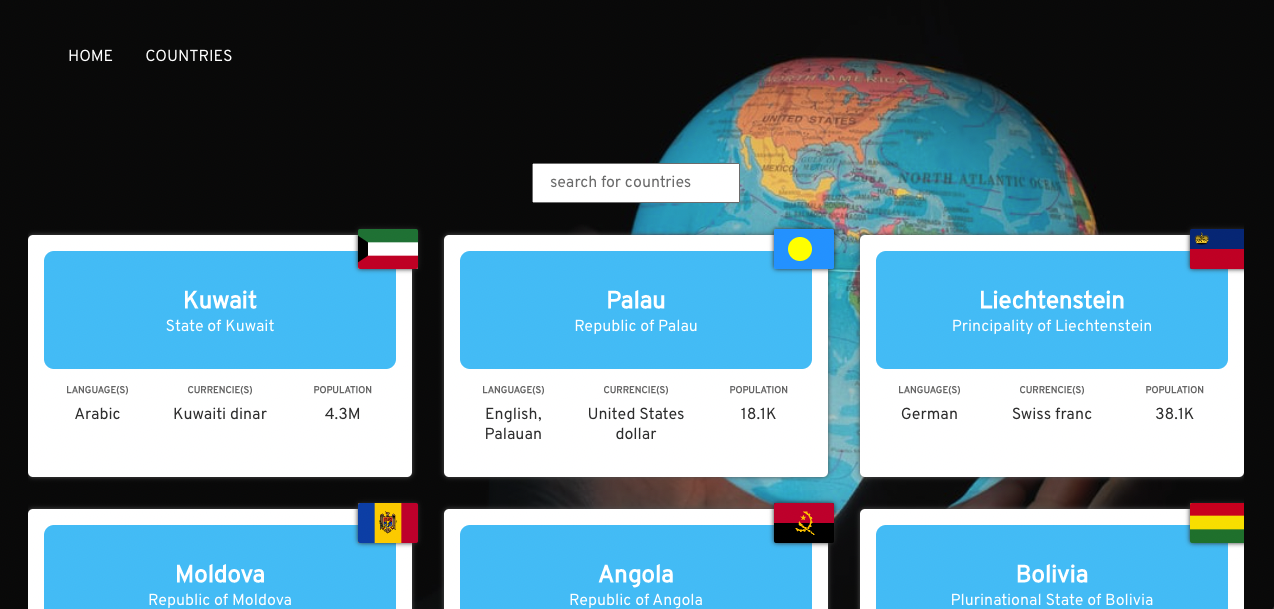 HOME COUNTRIES
CANADA
NORTH AMERICA
UNITED STATES
MEXICO
CUBA
NORTH ATLANTIC OCEAN
search for countries
Kuwait
State of Kuwait
LANGUAGE(S) CURRENCIE(S) POPULATION
Arabic Kuwaiti dinar 4.3M
Palau
Republic of Palau
LANGUAGE(S) CURRENCIE(S) POPULATION
English, United States 18.1K
Palauan dollar
Liechtenstein
Principality of Liechtenstein
LANGUAGE(S) CURRENCIE(S) POPULATION
German Swiss franc 38.1K
Moldova
Republic of Moldova
Angola
Republic of Angola
Bolivia
Plurinational State of Bolivia